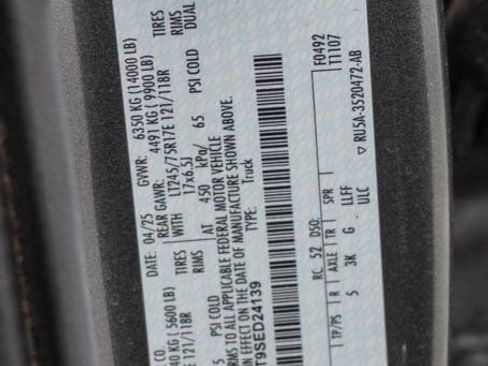 DATE: 04/25 GVWR: 6350 KG (14000 LB)
REAR GAWR: 4491 KG (9900 LB)
40 KG (5600 LB) WITH LT245/75R17E 121/118R TIRES
E 121/118R TIRES 17x6.5J RIMS
RIMS AT 450 kPa/ 65 PSI COLD DUAL
5 PSI COLD
RMS TO ALL APPLICABLE FEDERAL MOTOR VEHICLE
IN EFFECT ON THE DATE OF MANUFACTURE SHOWN ABOVE.
T9SED24139 TYPE: Truck
F0492
T1107
RC: 52 DSO:
TP/PS R AXLE TR SPR
5 3K G LLFF
ULC ▽ RU5A-3520472-AB
CO.